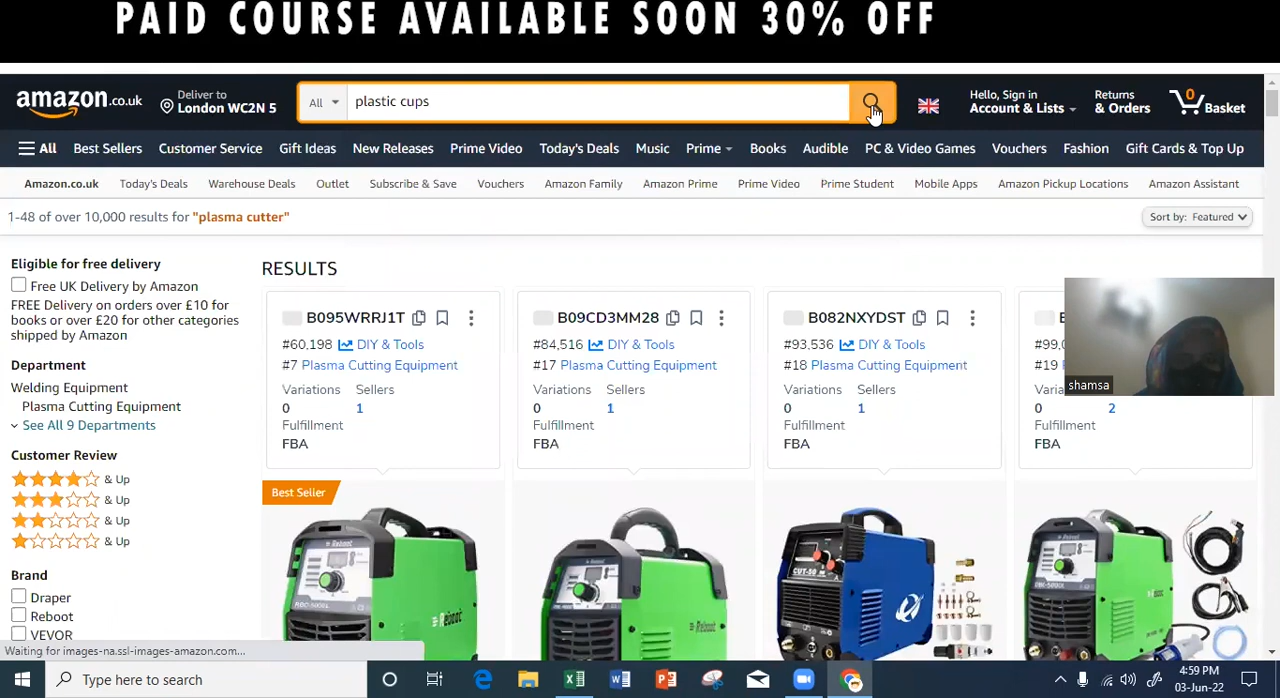 PAID COURSE AVAILABLE SOON 30% OFF
amazon.co.uk
Deliver to
London WC2N 5
All
plastic cups
Hello, Sign in
Account & Lists
Returns
& Orders
0
Basket
All
Best Sellers
Customer Service
Gift Ideas
New Releases
Prime Video
Today's Deals
Music
Prime
Books
Audible
PC & Video Games
Vouchers
Fashion
Gift Cards & Top Up
Amazon.co.uk
Today's Deals
Warehouse Deals
Outlet
Subscribe & Save
Vouchers
Amazon Family
Amazon Prime
Prime Video
Prime Student
Mobile Apps
Amazon Pickup Locations
Amazon Assistant
1-48 of over 10,000 results for "plasma cutter"
Sort by: Featured
Eligible for free delivery
Free UK Delivery by Amazon
FREE Delivery on orders over £10 for
books or over £20 for other categories
shipped by Amazon
Department
Welding Equipment
Plasma Cutting Equipment
See All 9 Departments
Customer Review
& Up
& Up
& Up
& Up
Brand
Draper
Reboot
VEVOR
RESULTS
B095WRRJ1T
#60,198 DIY & Tools
#7 Plasma Cutting Equipment
Variations Sellers
0 1
Fulfillment
FBA
Best Seller
Reboot
Reboot
B09CD3MM28
#84,516 DIY & Tools
#17 Plasma Cutting Equipment
Variations Sellers
0 1
Fulfillment
FBA
Reboot
Reboot
B082NXYDST
#93,536 DIY & Tools
#18 Plasma Cutting Equipment
Variations Sellers
0 1
Fulfillment
FBA
CUT-50
#99,0
#19
Varia
0 2
Fulfillment
FBA
Reboot
Reboot
shamsa
Waiting for images-na.ssl-images-amazon.com...
Type here to search
4:59 PM
03-Jun-22